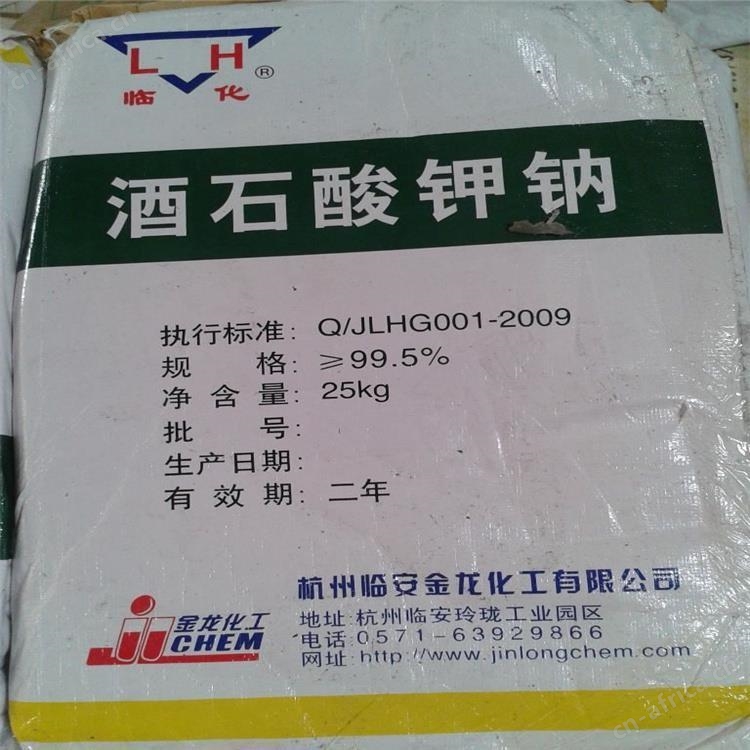 LH®
临化
酒石酸钾钠
执行标准: Q/JLHG001-2009
规格: ≥99.5%
净含量: 25kg
批号:
生产日期:
有效期: 二年
杭州临安金龙化工有限公司
金龙化工
CHEM
地址:杭州临安玲珑工业园区
电话:0571-63929866
网址:http://www.jinlongchem.com